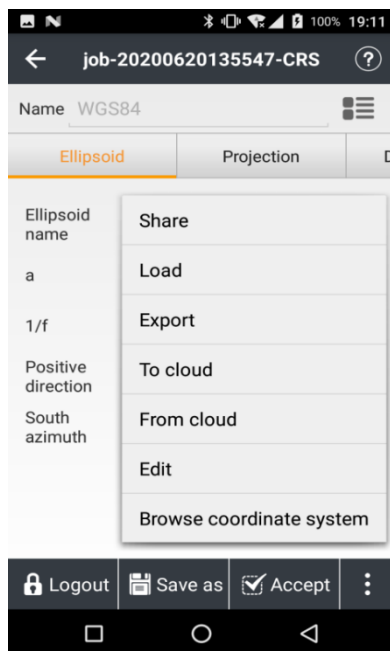 100% 19:11
job-20200620135547-CRS ?
Name WGS84
Ellipsoid Projection
Ellipsoid
name
a
1/f
Positive
direction
South
azimuth
Share
Load
Export
To cloud
From cloud
Edit
Browse coordinate system
Logout Save as Accept